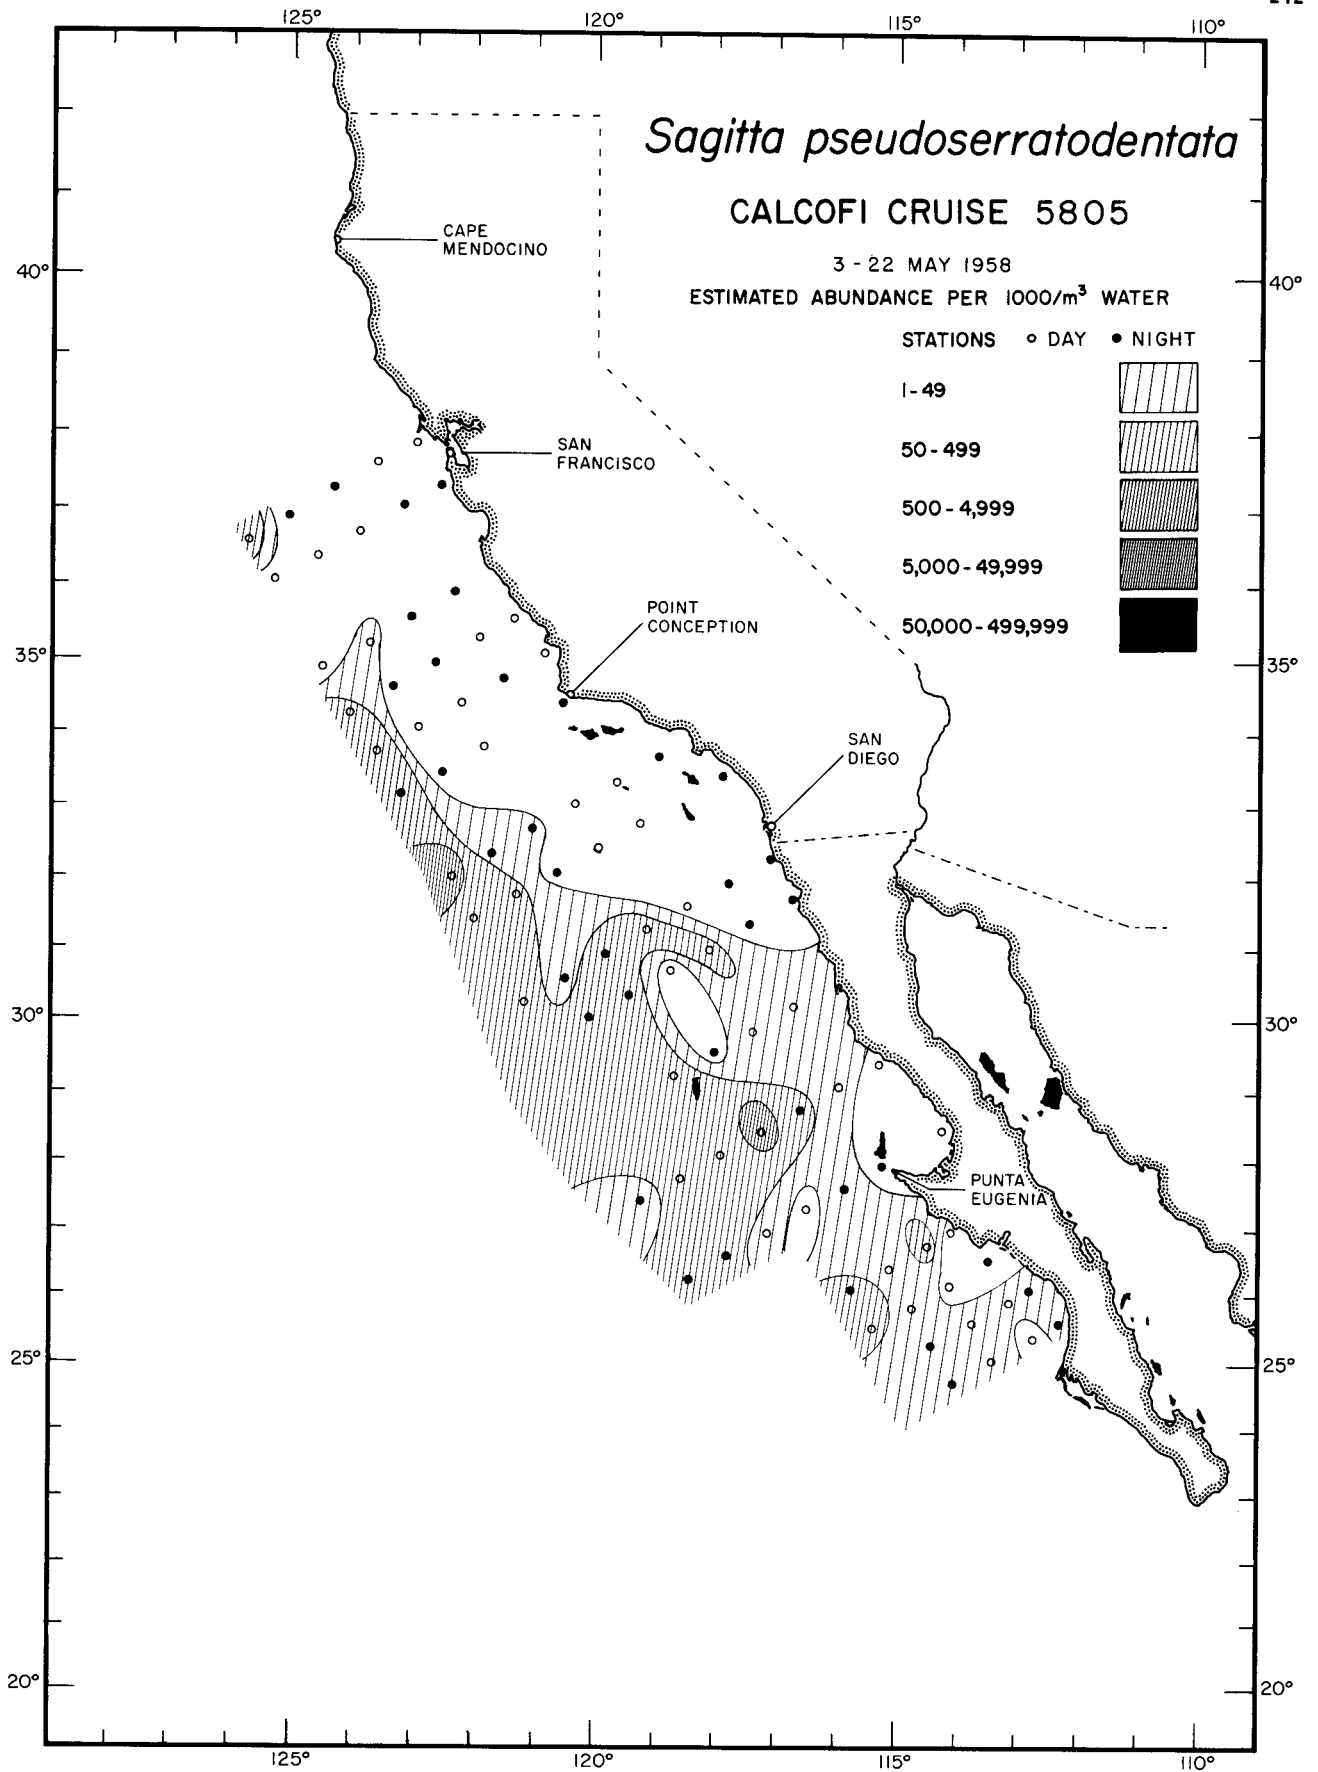 125°
120°
115°
110°
Sagitta pseudoserratodentata
CALCOFI CRUISE 5805
3-22 MAY 1958
ESTIMATED ABUNDANCE PER 1000/m³ WATER
STATIONS ○ DAY ● NIGHT
1-49
50-499
500-4,999
5,000-49,999
50,000-499,999
CAPE
MENDOCINO
40°
40°
SAN
FRANCISCO
POINT
CONCEPTION
35°
35°
SAN
DIEGO
30°
30°
PUNTA
EUGENIA
25°
25°
20°
20°
125°
120°
115°
110°